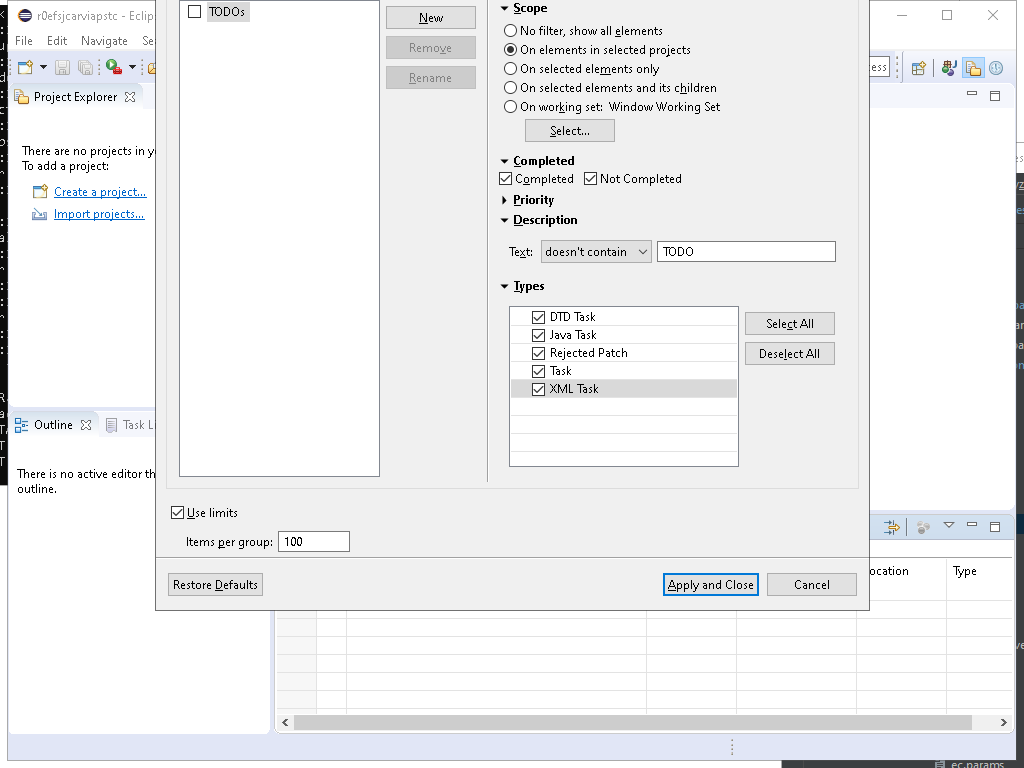 r0efsjcarviapstc - Eclip
File Edit Navigate Se
Project Explorer
There are no projects in
To add a project:
Create a project...
Import projects...
Outline
Task Li
There is no active editor th
outline.
TODOs
New
Remove
Rename
Scope
No filter, show all elements
On elements in selected projects
On selected elements only
On selected elements and its children
On working set: Window Working Set
Select...
Completed
Completed Not Completed
Priority
Description
Text: doesn't contain TODO
Types
DTD Task
Java Task
Rejected Patch
Task
XML Task
Select All
Deselect All
Use limits
Items per group: 100
Restore Defaults
Apply and Close
Cancel
ess
ocation
Type
ec.params